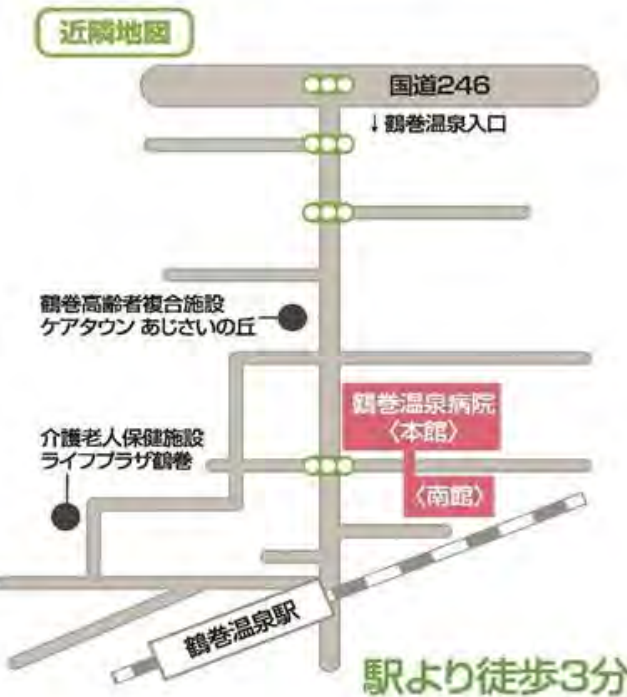 近隣地図
国道246
↓鶴巻温泉入口
鶴巻高齢者複合施設
ケアタウン あじさいの丘
鶴巻温泉病院
〈本館〉
介護老人保健施設
ライフプラザ鶴巻
〈南館〉
鶴巻温泉駅
駅より徒歩3分